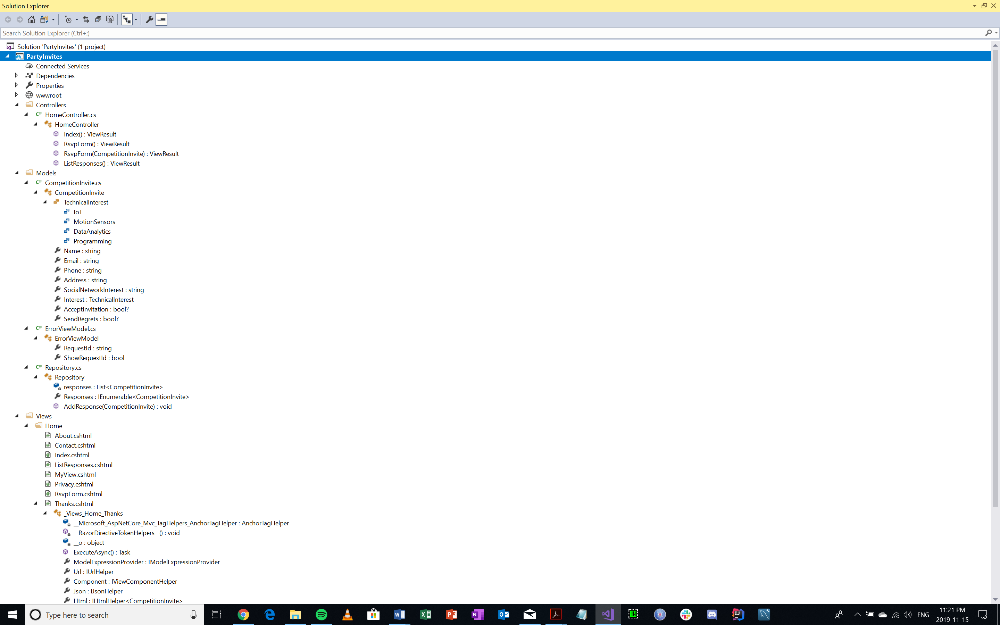 Solution Explorer
Search Solution Explorer (Ctrl+;)
Solution 'PartyInvites' (1 project)
PartyInvites
Connected Services
Dependencies
Properties
wwwroot
Controllers
C# HomeController.cs
HomeController
Index() : ViewResult
RsvpForm() : ViewResult
RsvpForm(CompetitionInvite) : ViewResult
ListResponses() : ViewResult
Models
C# CompetitionInvite.cs
CompetitionInvite
TechnicalInterest
IoT
MotionSensors
DataAnalytics
Programming
Name : string
Email : string
Phone : string
Address : string
SocialNetworkInterest : string
Interest : TechnicalInterest
AcceptInvitation : bool?
SendRegrets : bool?
C# ErrorViewModel.cs
ErrorViewModel
RequestId : string
ShowRequestId : bool
C# Repository.cs
Repository
responses : List<CompetitionInvite>
Responses : IEnumerable<CompetitionInvite>
AddResponse(CompetitionInvite) : void
Views
Home
About.cshtml
Contact.cshtml
Index.cshtml
ListResponses.cshtml
MyView.cshtml
Privacy.cshtml
RsvpForm.cshtml
Thanks.cshtml
_Views_Home_Thanks
__Microsoft_AspNetCore_Mvc_TagHelpers_AnchorTagHelper : AnchorTagHelper
__RazorDirectiveTokenHelpers__() : void
__o : object
ExecuteAsync() : Task
ModelExpressionProvider : IModelExpressionProvider
Url : IUrlHelper
Component : IViewComponentHelper
Json : IJsonHelper
Html : IHtmlHelper<CompetitionInvite>
Type here to search
ENG
11:21 PM
2019-11-15